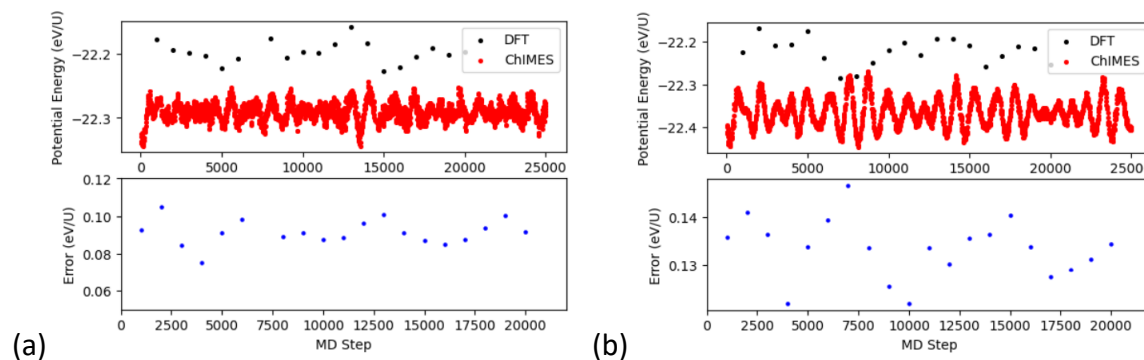 Potential Energy (eV/U)
−22.2
−22.3
DFT
ChIMES
0 5000 10000 15000 20000 25000
Error (eV/U)
0.12
0.10
0.08
0.06
0 2500 5000 7500 10000 12500 15000 17500 20000
MD Step
(a)
Potential Energy (eV/U)
−22.2
−22.3
−22.4
DFT
ChIMES
0 5000 10000 15000 20000 2500
Error (eV/U)
0.14
0.13
0 2500 5000 7500 10000 12500 15000 17500 20000
MD Step
(b)